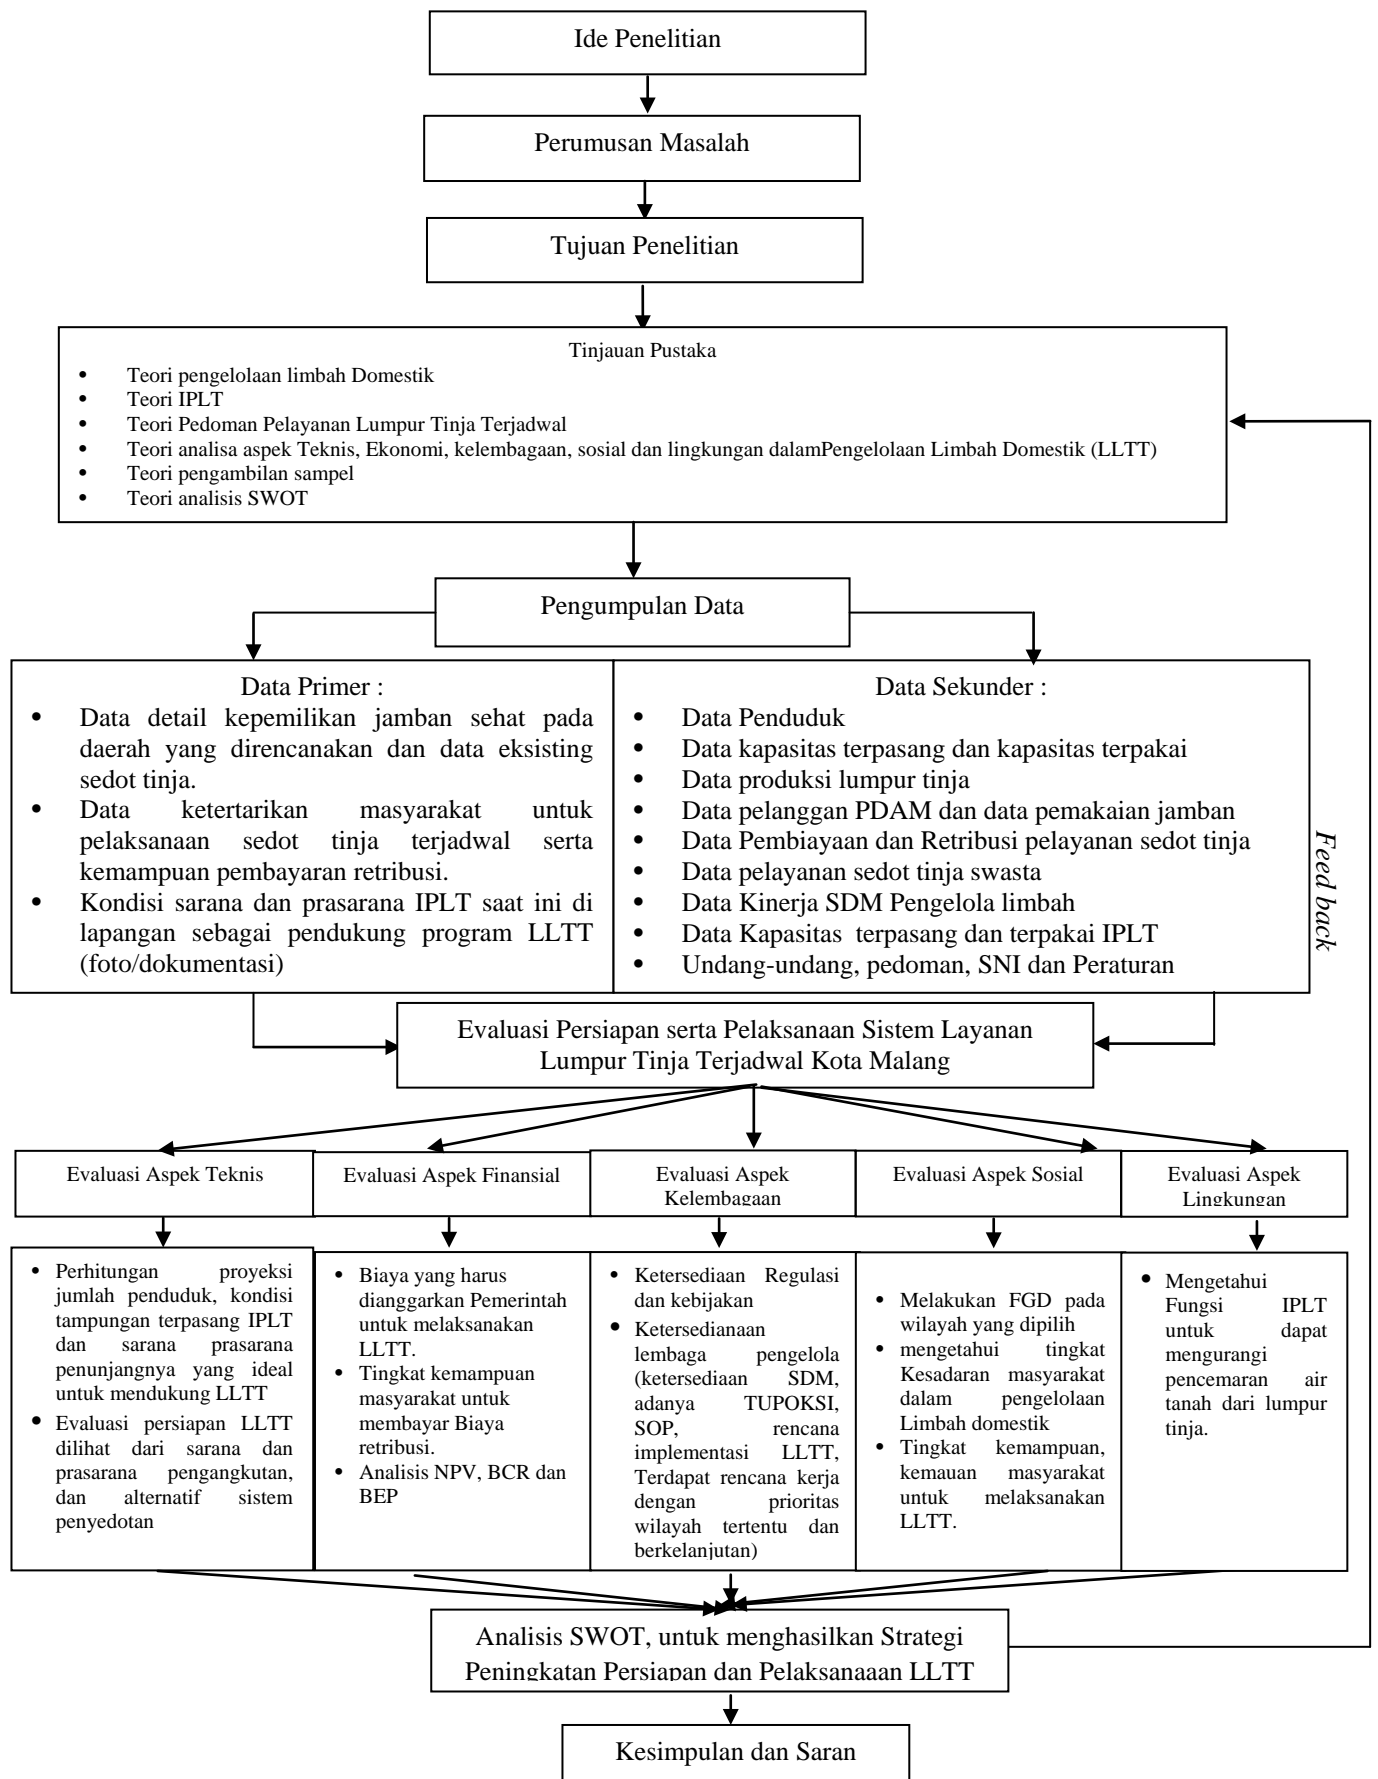 Ide Penelitian
Perumusan Masalah
Tujuan Penelitian
Tinjauan Pustaka
• Teori pengelolaan limbah Domestik
• Teori IPLT
• Teori Pedoman Pelayanan Lumpur Tinja Terjadwal
• Teori analisa aspek Teknis, Ekonomi, kelembagaan, sosial dan lingkungan dalamPengelolaan Limbah Domestik (LLTT)
• Teori pengambilan sampel
• Teori analisis SWOT
Pengumpulan Data
Data Primer :
• Data detail kepemilikan jamban sehat pada
daerah yang direncanakan dan data eksisting
sedot tinja.
• Data ketertarikan masyarakat untuk
pelaksanaan sedot tinja terjadwal serta
kemampuan pembayaran retribusi.
• Kondisi sarana dan prasarana IPLT saat ini di
lapangan sebagai pendukung program LLTT
(foto/dokumentasi)
Data Sekunder :
• Data Penduduk
• Data kapasitas terpasang dan kapasitas terpakai
• Data produksi lumpur tinja
• Data pelanggan PDAM dan data pemakaian jamban
• Data Pembiayaan dan Retribusi pelayanan sedot tinja
• Data pelayanan sedot tinja swasta
• Data Kinerja SDM Pengelola limbah
• Data Kapasitas terpasang dan terpakai IPLT
• Undang-undang, pedoman, SNI dan Peraturan
Feed back
Evaluasi Persiapan serta Pelaksanaan Sistem Layanan
Lumpur Tinja Terjadwal Kota Malang
Evaluasi Aspek Teknis
Evaluasi Aspek Finansial
Evaluasi Aspek
Kelembagaan
Evaluasi Aspek Sosial
Evaluasi Aspek
Lingkungan
• Perhitungan proyeksi
jumlah penduduk, kondisi
tampungan terpasang IPLT
dan sarana prasarana
penunjangnya yang ideal
untuk mendukung LLTT
• Evaluasi persiapan LLTT
dilihat dari sarana dan
prasarana pengangkutan,
dan alternatif sistem
penyedotan
• Biaya yang harus
dianggarkan Pemerintah
untuk melaksanakan
LLTT.
• Tingkat kemampuan
masyarakat untuk
membayar Biaya
retribusi.
• Analisis NPV, BCR dan
BEP
• Ketersediaan Regulasi
dan kebijakan
• Ketersedianaan
lembaga pengelola
(ketersediaan SDM,
adanya TUPOKSI,
SOP, rencana
implementasi LLTT,
Terdapat rencana kerja
dengan prioritas
wilayah tertentu dan
berkelanjutan)
• Melakukan FGD pada
wilayah yang dipilih
• mengetahui tingkat
Kesadaran masyarakat
dalam pengelolaan
Limbah domestik
• Tingkat kemampuan,
kemauan masyarakat
untuk melaksanakan
LLTT.
• Mengetahui
Fungsi IPLT
untuk dapat
mengurangi
pencemaran air
tanah dari lumpur
tinja.
Analisis SWOT, untuk menghasilkan Strategi
Peningkatan Persiapan dan Pelaksanaaan LLTT
Kesimpulan dan Saran